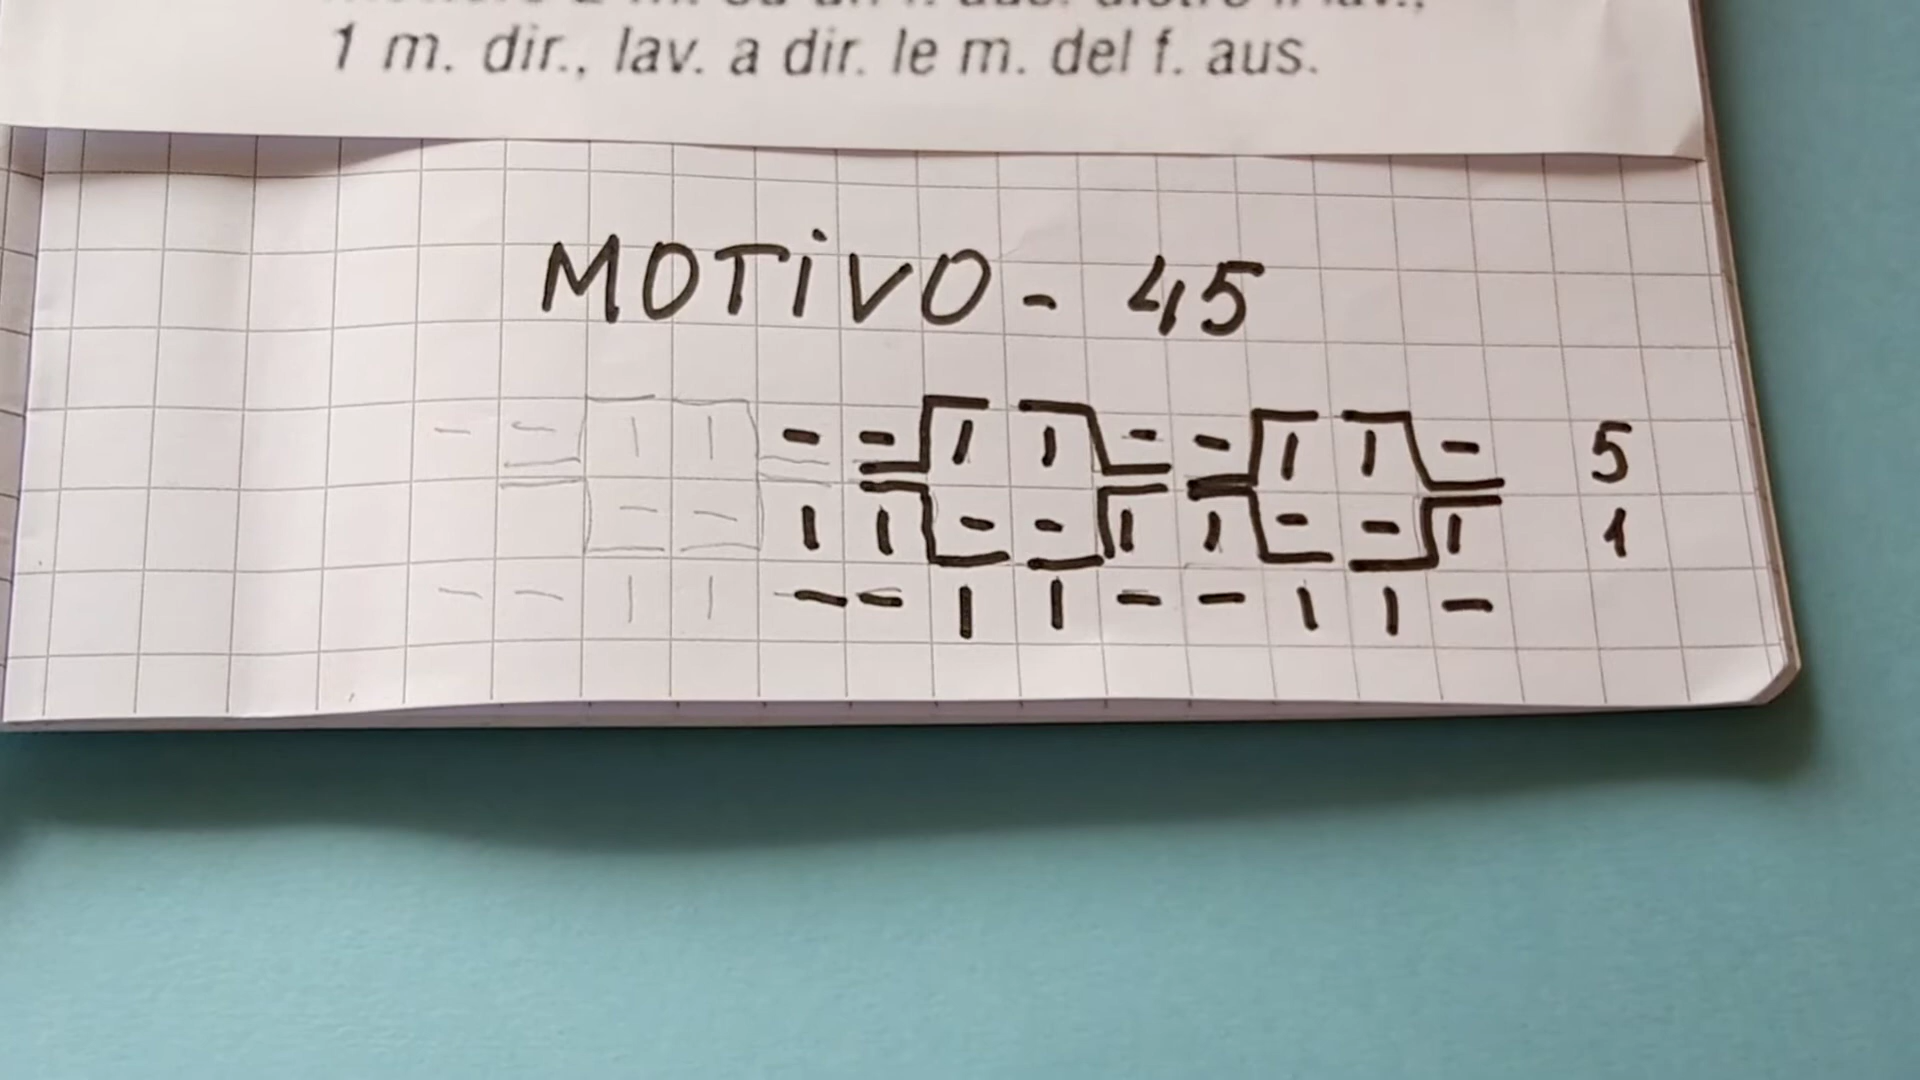 1 m. dir., lav. a dir. le m. del f. aus.
MOTiVO - 45
5
1